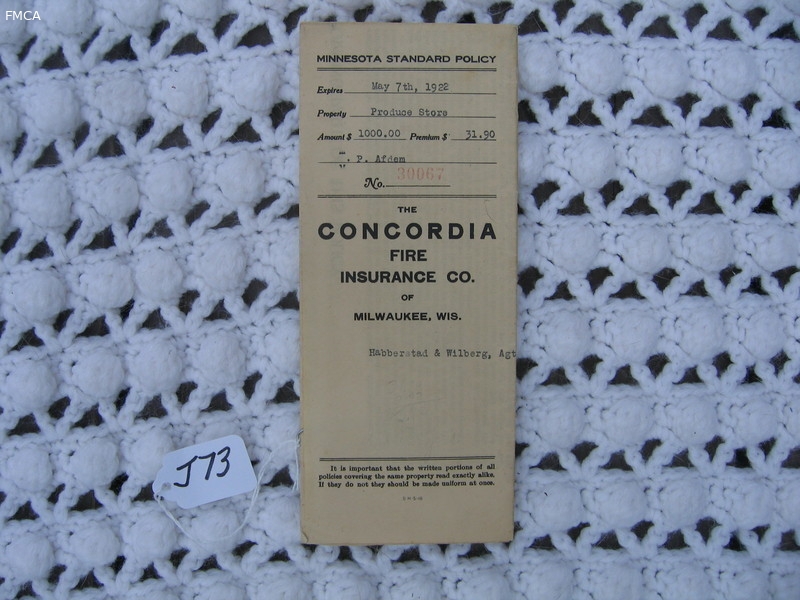 FMCA
MINNESOTA STANDARD POLICY
Expires May 7th, 1922
Property Produce Store
Amount $ 1000.00 Premium $ 31.90
. P. Afdem
No. 30067
THE
CONCORDIA
FIRE
INSURANCE CO.
OF
MILWAUKEE, WIS.
Habberstad & Wilberg, Agt
J73
It is important that the written portions of all
policies covering the same property read exactly alike.
If they do not they should be made uniform at once.